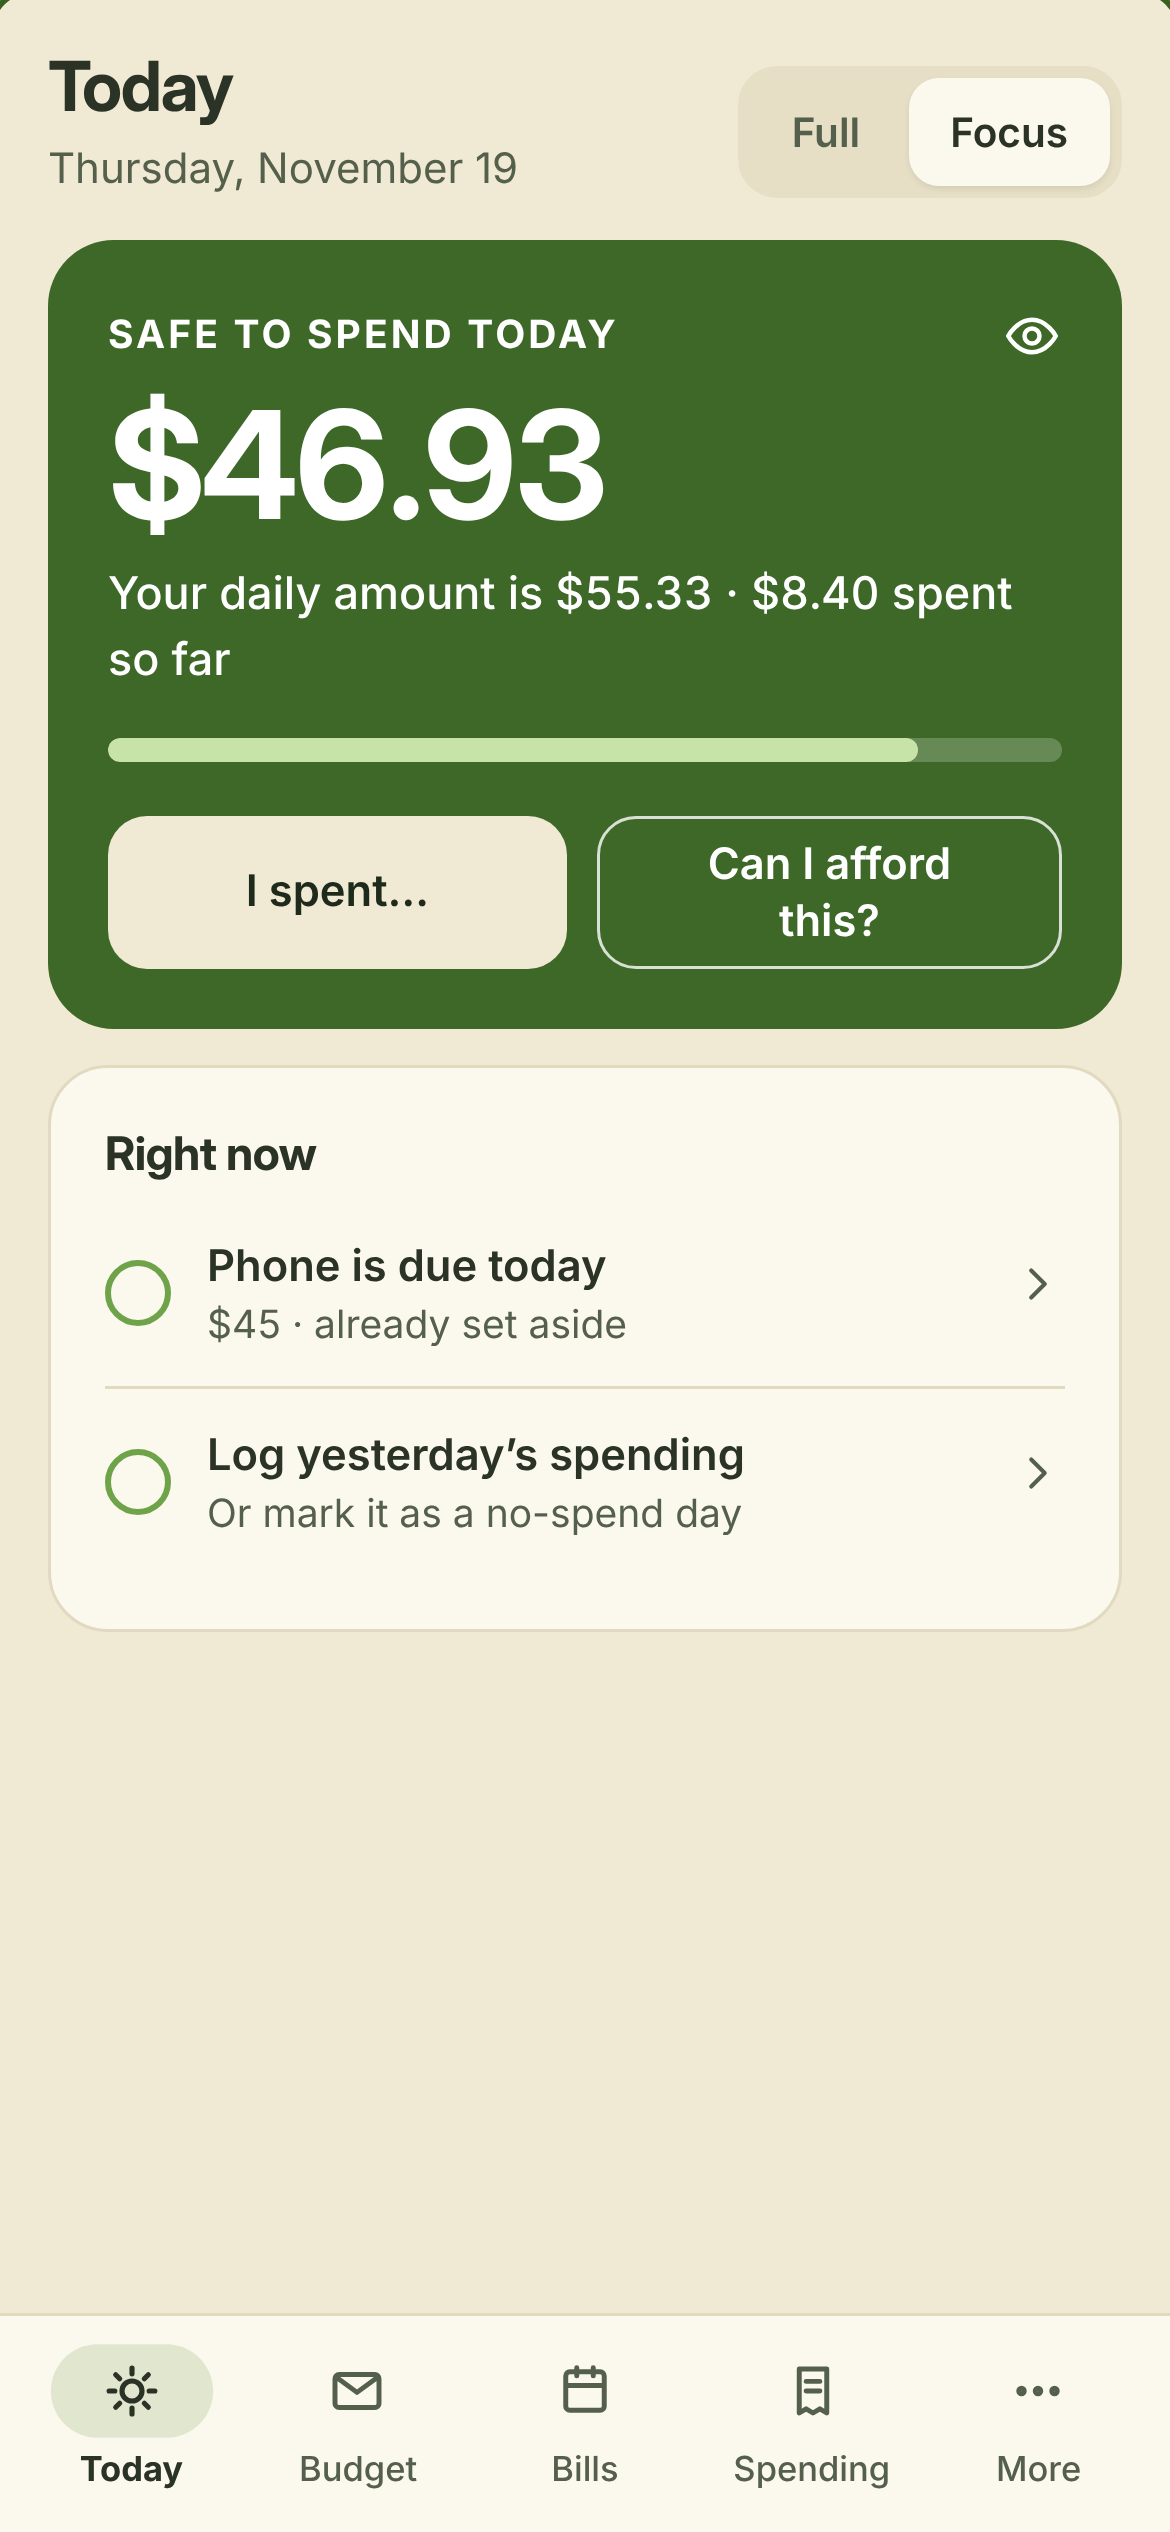 Today
Thursday, November 19
Full
Focus
SAFE TO SPEND TODAY
$46.93
Your daily amount is $55.33 · $8.40 spent
so far
I spent...
Can I afford
this?
Right now
Phone is due today
$45 · already set aside
Log yesterday’s spending
Or mark it as a no-spend day
Today
Budget
Bills
Spending
More